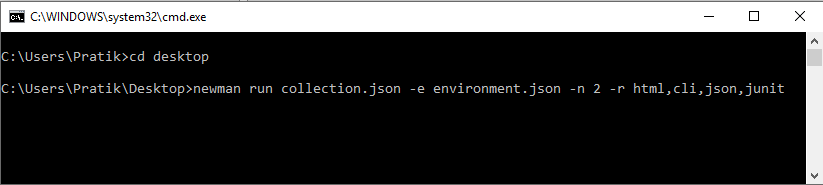 C:\WINDOWS\system32\cmd.exe
C:\Users\Pratik>cd desktop
C:\Users\Pratik\Desktop>newman run collection.json -e environment.json -n 2 -r html,cli,json,junit